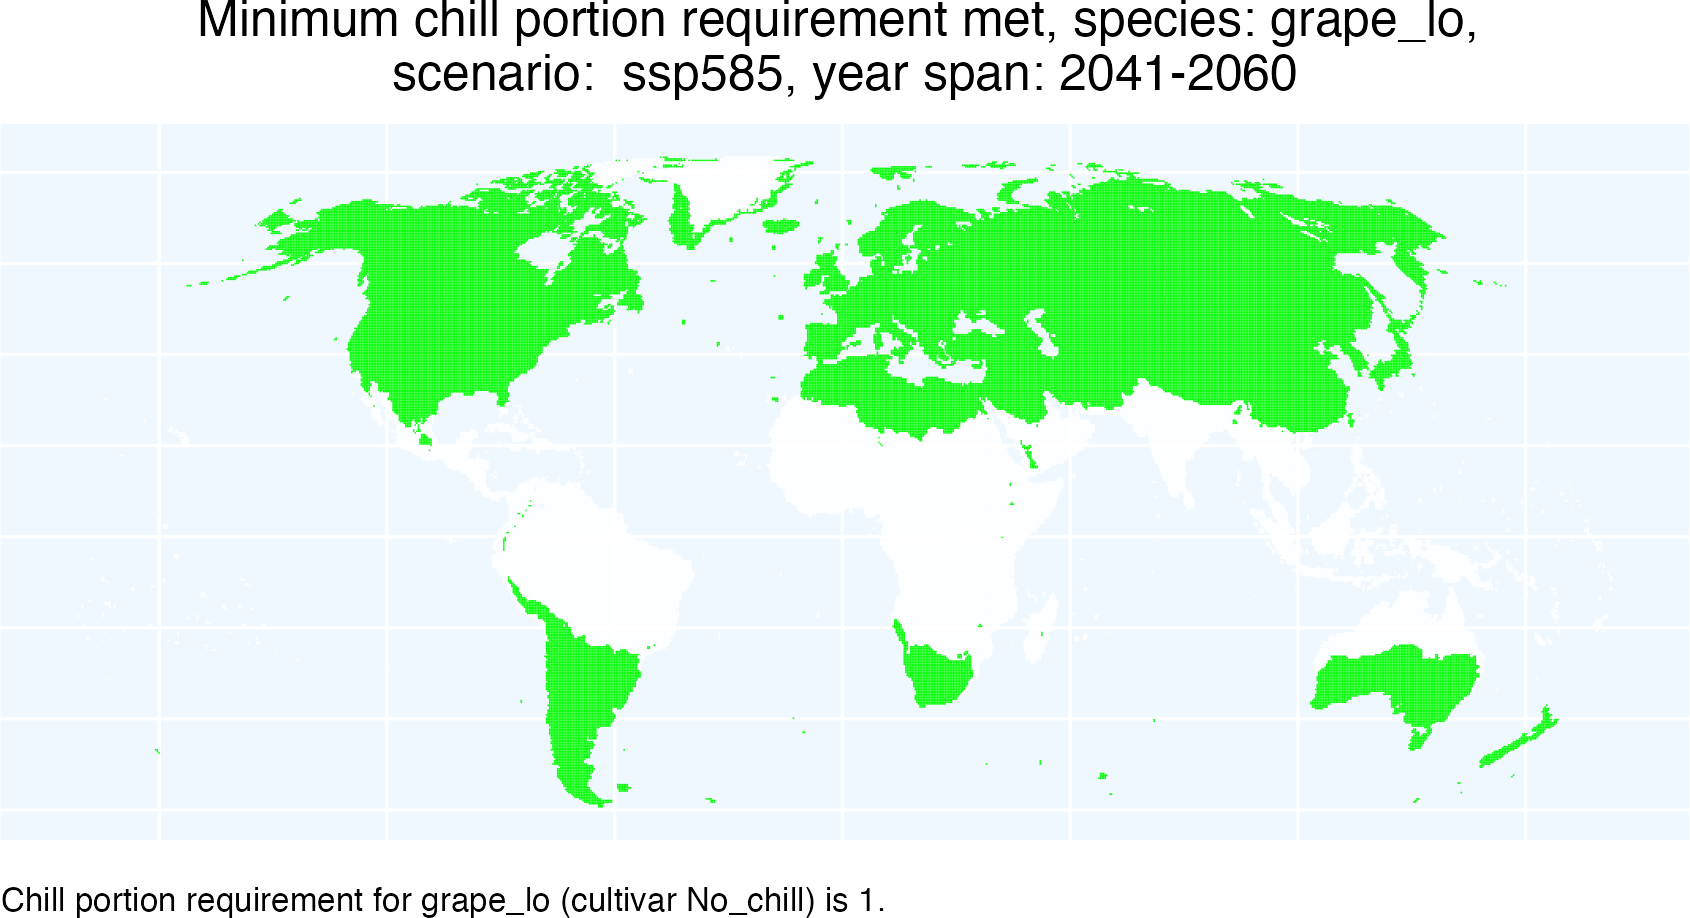 Minimum chill portion requirement met, species: grape_lo,
scenario:  ssp585, year span: 2041-2060
Chill portion requirement for grape_lo (cultivar No_chill) is 1.